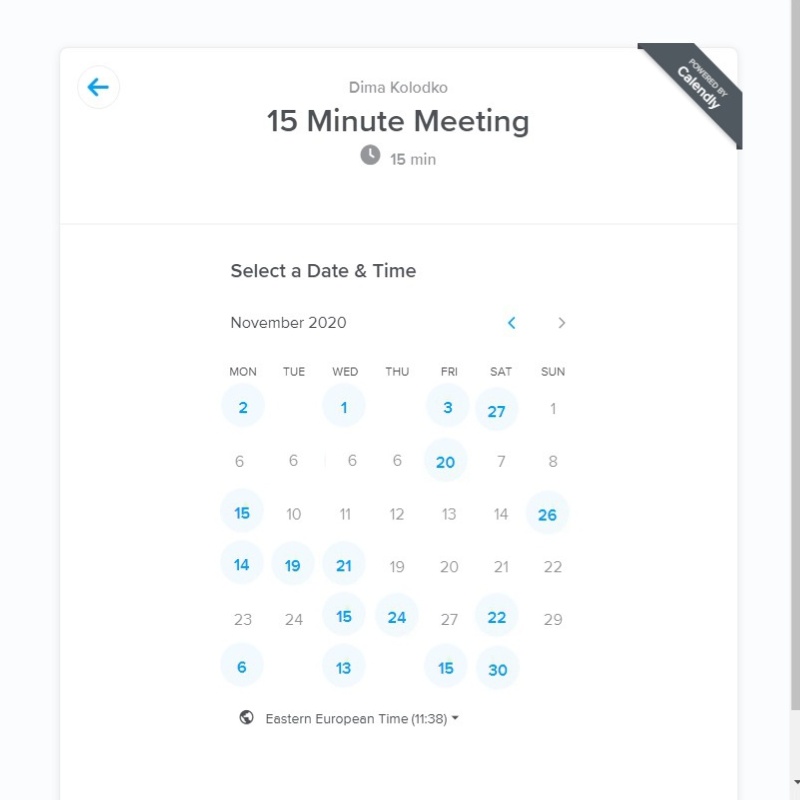 POWERED BY
Calendly
Dima Kolodko
15 Minute Meeting
15 min
Select a Date & Time
November 2020
MON TUE WED THU FRI SAT SUN
2 1 3 27 1
6 6 6 6 20 7 8
15 10 11 12 13 14 26
14 19 21 19 20 21 22
23 24 15 24 27 22 29
6 13 15 30
Eastern European Time (11:38)